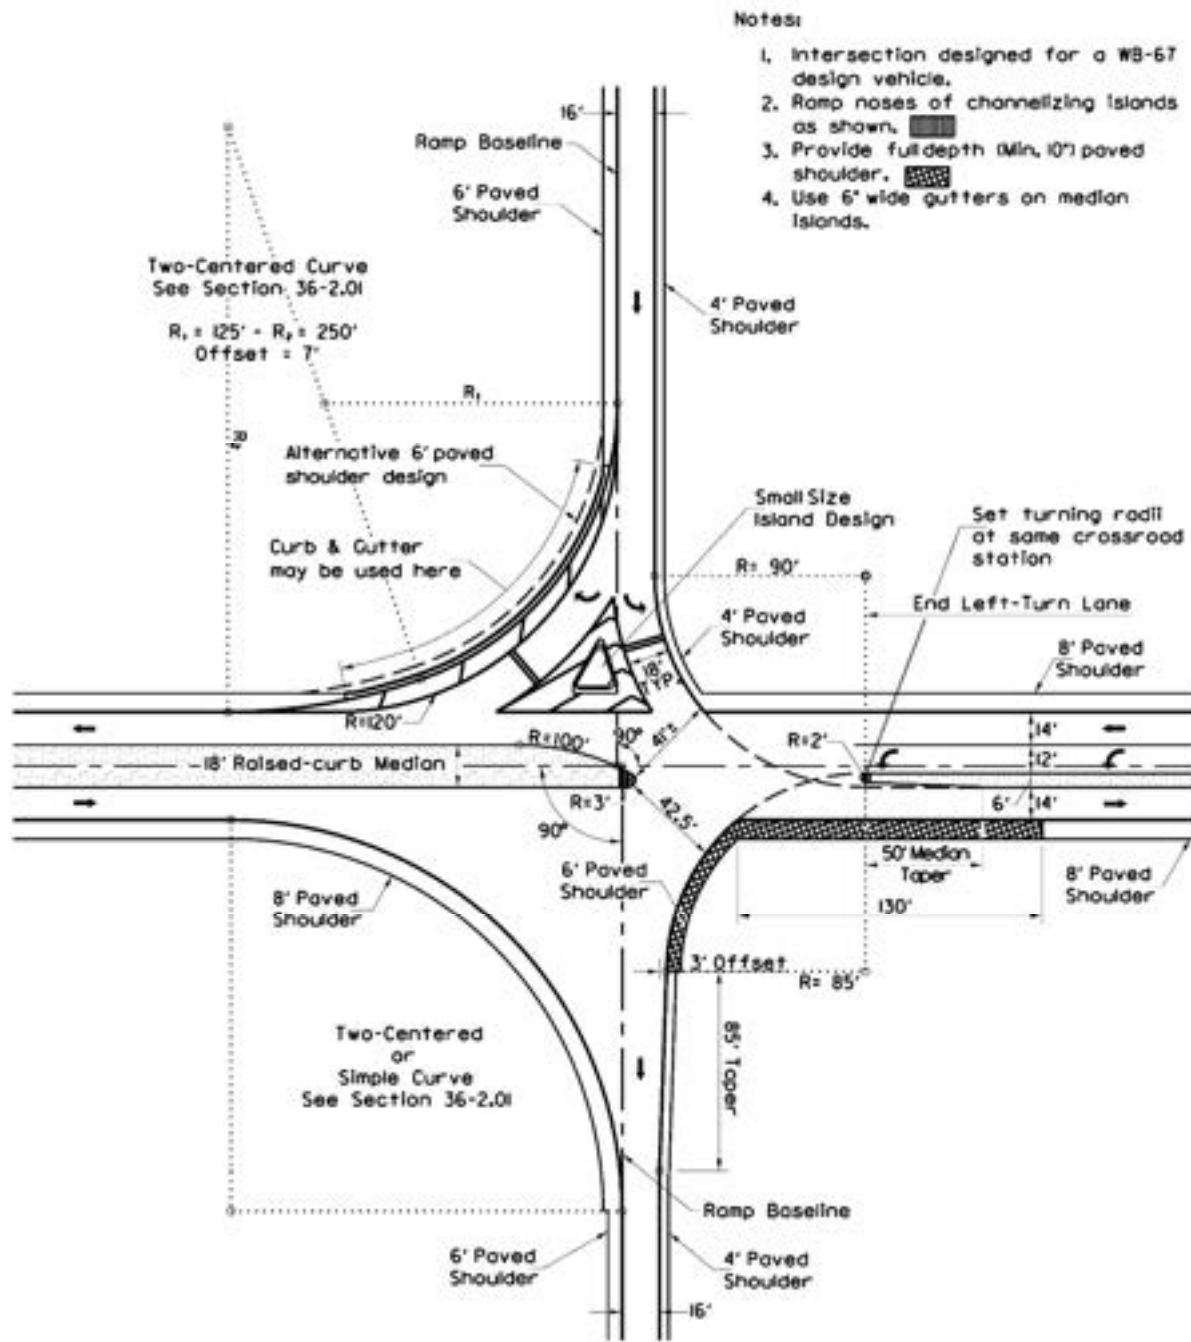 Notes:
1. Intersection designed for a WB-67
design vehicle.
2. Ramp noses of channelizing islands
as shown.
3. Provide full depth (Min. 10") paved
shoulder.
4. Use 6" wide gutters on median
islands.
16'
Ramp Baseline
6' Paved
Shoulder
Two-Centered Curve
See Section 36-2.01
R₁ = 125' - R₂ = 250'
Offset = 7'
4' Paved
Shoulder
R₁
Alternative 6' paved
shoulder design
Curb & Gutter
may be used here
Small Size
Island Design
Set turning radii
at same crossroad
station
R= 90'
End Left-Turn Lane
4' Paved
Shoulder
8' Paved
Shoulder
18'
TYP.
R=120'
R=100'
90°
R=2'
14'
12'
18' Raised-curb Median
6'
14'
R=3'
42.5'
90°
50' Median
Taper
6' Paved
Shoulder
8' Paved
Shoulder
8' Paved
Shoulder
130'
3' Offset
R= 85'
85' Taper
Two-Centered
or
Simple Curve
See Section 36-2.01
Ramp Baseline
6' Paved
Shoulder
4' Paved
Shoulder
16'